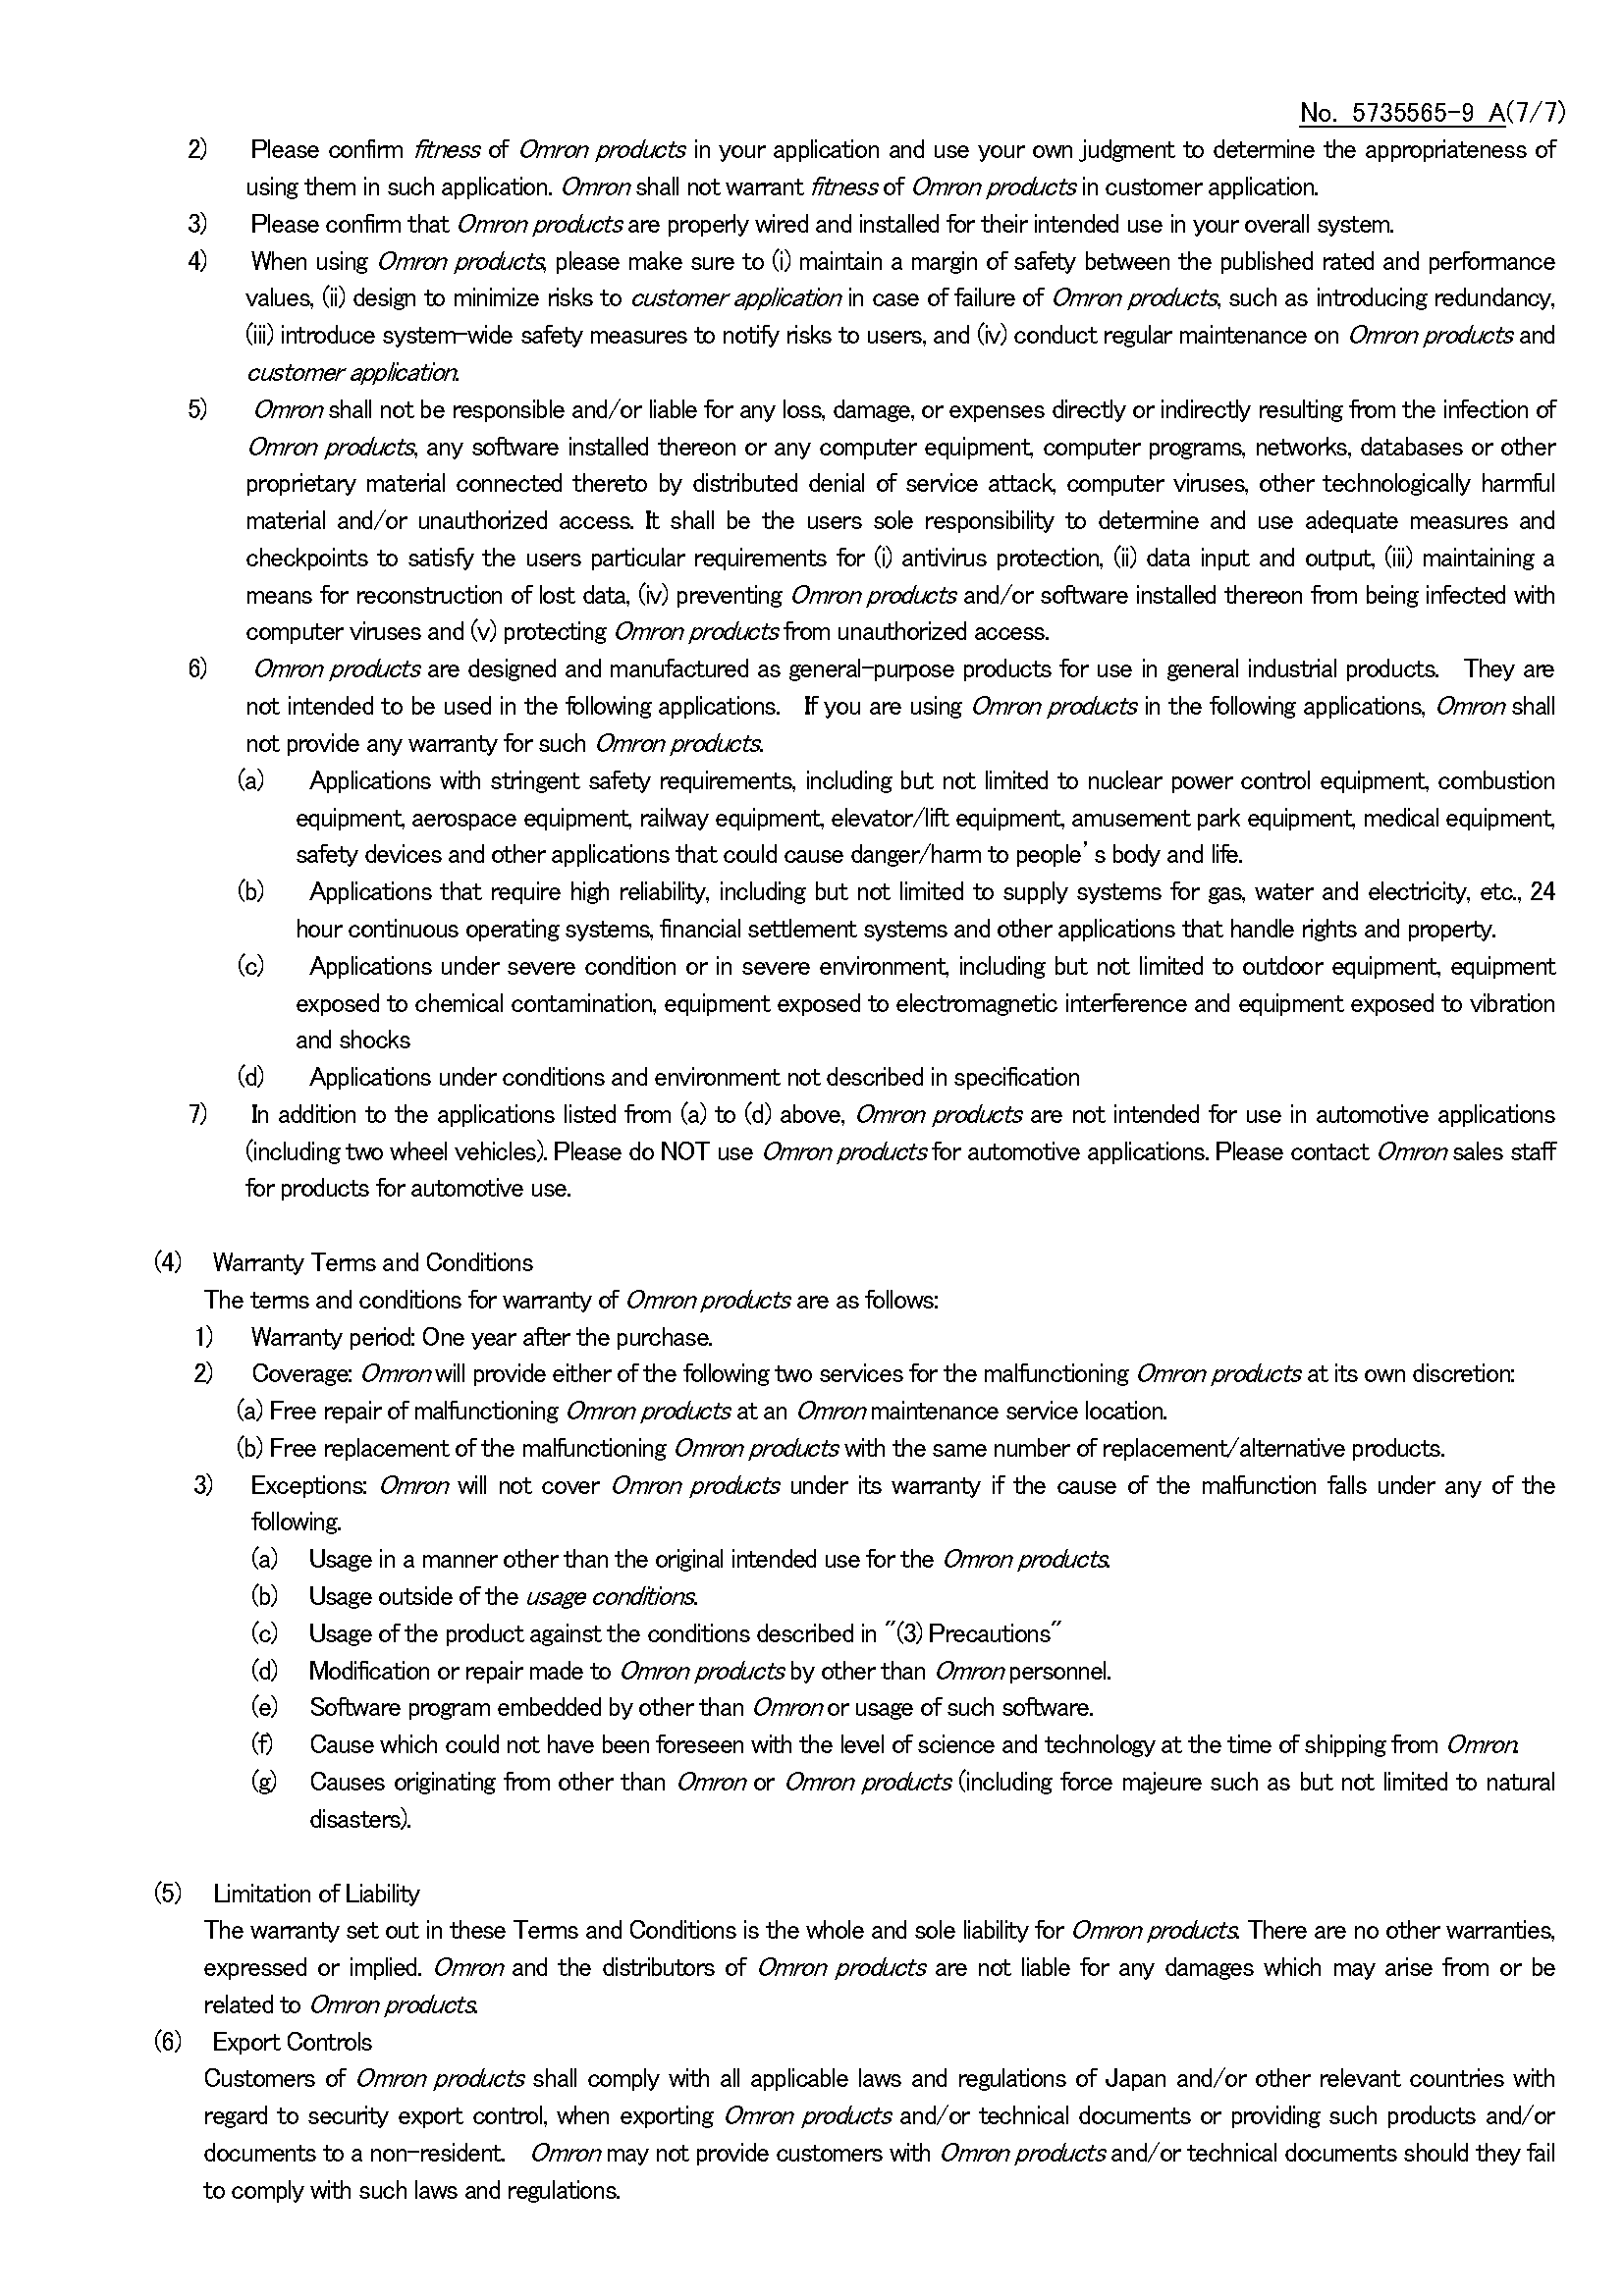 No. 5735565-9 A(7/7)
2) Please confirm fitness of Omron products in your application and use your own judgment to determine the appropriateness of
using them in such application. Omron shall not warrant fitness of Omron products in customer application.
3) Please confirm that Omron products are properly wired and installed for their intended use in your overall system.
4) When using Omron products, please make sure to (i) maintain a margin of safety between the published rated and performance
values, (ii) design to minimize risks to customer application in case of failure of Omron products, such as introducing redundancy,
(iii) introduce system-wide safety measures to notify risks to users, and (iv) conduct regular maintenance on Omron products and
customer application.
5) Omron shall not be responsible and/or liable for any loss, damage, or expenses directly or indirectly resulting from the infection of
Omron products, any software installed thereon or any computer equipment, computer programs, networks, databases or other
proprietary material connected thereto by distributed denial of service attack, computer viruses, other technologically harmful
material and/or unauthorized access. It shall be the users sole responsibility to determine and use adequate measures and
checkpoints to satisfy the users particular requirements for (i) antivirus protection, (ii) data input and output, (iii) maintaining a
means for reconstruction of lost data, (iv) preventing Omron products and/or software installed thereon from being infected with
computer viruses and (v) protecting Omron products from unauthorized access.
6) Omron products are designed and manufactured as general-purpose products for use in general industrial products. They are
not intended to be used in the following applications. If you are using Omron products in the following applications, Omron shall
not provide any warranty for such Omron products.
(a) Applications with stringent safety requirements, including but not limited to nuclear power control equipment, combustion
equipment, aerospace equipment, railway equipment, elevator/lift equipment, amusement park equipment, medical equipment,
safety devices and other applications that could cause danger/harm to people's body and life.
(b) Applications that require high reliability, including but not limited to supply systems for gas, water and electricity, etc., 24
hour continuous operating systems, financial settlement systems and other applications that handle rights and property.
(c) Applications under severe condition or in severe environment, including but not limited to outdoor equipment, equipment
exposed to chemical contamination, equipment exposed to electromagnetic interference and equipment exposed to vibration
and shocks
(d) Applications under conditions and environment not described in specification
7) In addition to the applications listed from (a) to (d) above, Omron products are not intended for use in automotive applications
(including two wheel vehicles). Please do NOT use Omron products for automotive applications. Please contact Omron sales staff
for products for automotive use.
(4) Warranty Terms and Conditions
The terms and conditions for warranty of Omron products are as follows:
1) Warranty period: One year after the purchase.
2) Coverage: Omron will provide either of the following two services for the malfunctioning Omron products at its own discretion:
(a) Free repair of malfunctioning Omron products at an Omron maintenance service location.
(b) Free replacement of the malfunctioning Omron products with the same number of replacement/alternative products.
3) Exceptions: Omron will not cover Omron products under its warranty if the cause of the malfunction falls under any of the
following.
(a) Usage in a manner other than the original intended use for the Omron products.
(b) Usage outside of the usage conditions.
(c) Usage of the product against the conditions described in "(3) Precautions"
(d) Modification or repair made to Omron products by other than Omron personnel.
(e) Software program embedded by other than Omron or usage of such software.
(f) Cause which could not have been foreseen with the level of science and technology at the time of shipping from Omron.
(g) Causes originating from other than Omron or Omron products (including force majeure such as but not limited to natural
disasters).
(5) Limitation of Liability
The warranty set out in these Terms and Conditions is the whole and sole liability for Omron products. There are no other warranties,
expressed or implied. Omron and the distributors of Omron products are not liable for any damages which may arise from or be
related to Omron products.
(6) Export Controls
Customers of Omron products shall comply with all applicable laws and regulations of Japan and/or other relevant countries with
regard to security export control, when exporting Omron products and/or technical documents or providing such products and/or
documents to a non-resident. Omron may not provide customers with Omron products and/or technical documents should they fail
to comply with such laws and regulations.